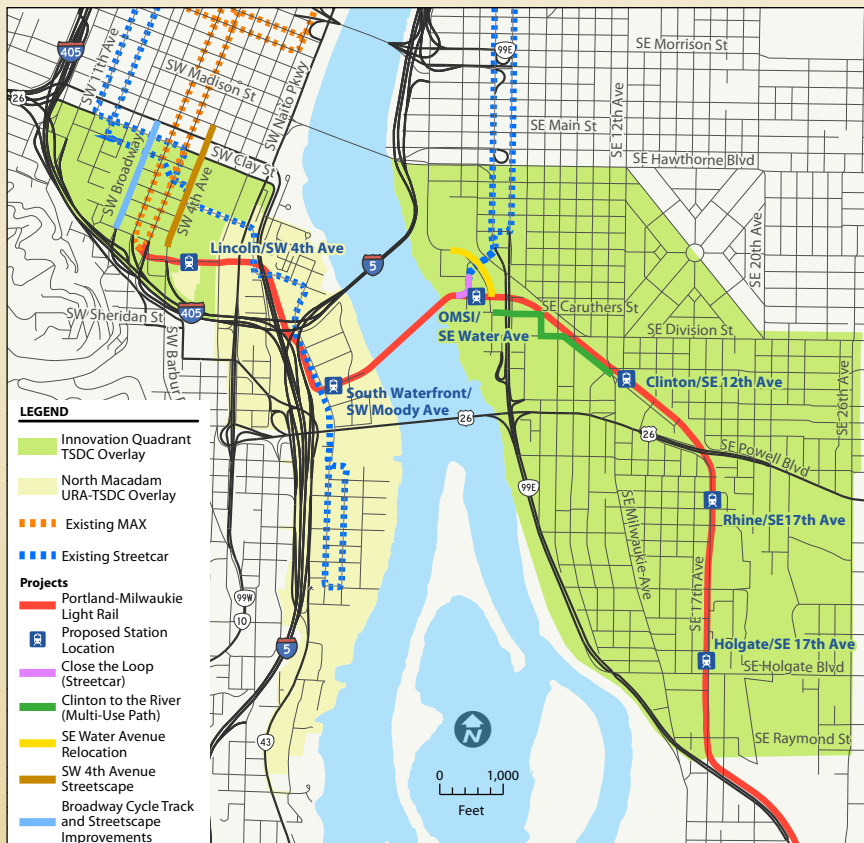 405
SW 11th Ave
26
SW Madison St
SW Naito Pkwy
SW Broadway
SW 4th Ave
SW Clay St
Lincoln/SW 4th Ave
SW Sheridan St
405
SW Barbur
5
99E
SE Morrison St
SE 12th Ave
SE Main St
SE Hawthorne Blvd
SE 20th Ave
SE Caruthers St
SE Division St
OMSI/
SE Water Ave
Clinton/SE 12th Ave
South Waterfront/
SW Moody Ave
26
26
SE Powell Blvd
SE 26th Ave
99E
SE Milwaukie-Ave
Rhine/SE17th Ave
SE 17th Ave
Holgate/SE 17th Ave
SE Holgate Blvd
SE Raymond St
99W
10
5
43
N
0 1,000
Feet
LEGEND
Innovation Quadrant
TSDC Overlay
North Macadam
URA-TSDC Overlay
Existing MAX
Existing Streetcar
Projects
Portland-Milwaukie
Light Rail
Proposed Station
Location
Close the Loop
(Streetcar)
Clinton to the River
(Multi-Use Path)
SE Water Avenue
Relocation
SW 4th Avenue
Streetscape
Broadway Cycle Track
and Streetscape
Improvements